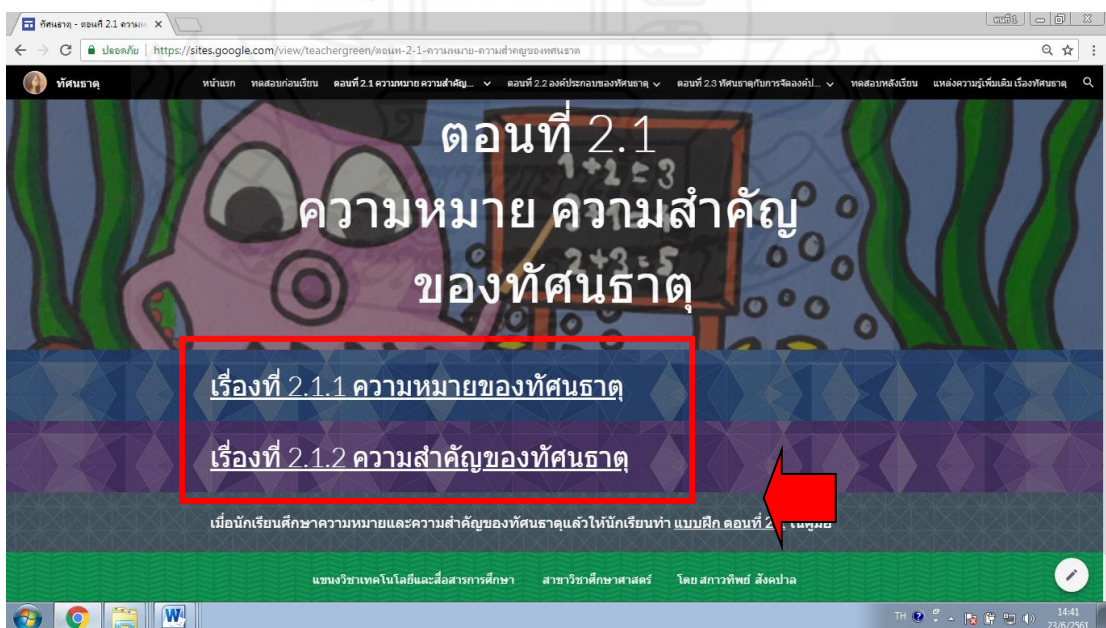 ทัศนธาตุ - ตอนที่ 2.1 ความห
ปลอดภัย https://sites.google.com/view/teachergreen/ตอนท-2-1-ความหมาย-ความสำคญของทศนธาต
ทัศนธาตุ หน้าแรก ทดสอบก่อนเรียน ตอนที่ 2.1 ความหมาย ความสำคัญ... ตอนที่ 2.2 องค์ประกอบของทัศนธาตุ ตอนที่ 2.3 ทัศนธาตุกับการจัดองค์ป... ทดสอบหลังเรียน แหล่งความรู้เพิ่มเติม เรื่องทัศนธาตุ
ตอนที่ 2.1
1+2=3
ความหมาย ความสำคัญ
2+3=5
ของทัศนธาตุ
เรื่องที่ 2.1.1 ความหมายของทัศนธาตุ
เรื่องที่ 2.1.2 ความสำคัญของทัศนธาตุ
เมื่อนักเรียนศึกษาความหมายและความสำคัญของทัศนธาตุแล้วให้นักเรียนทำ แบบฝึก ตอนที่ 2
แขนงวิชาเทคโนโลยีและสื่อสารการศึกษา สาขาวิชาศึกษาศาสตร์ โดย สกาวทิพย์ สังคปาล
TH
14:41
23/6/2561